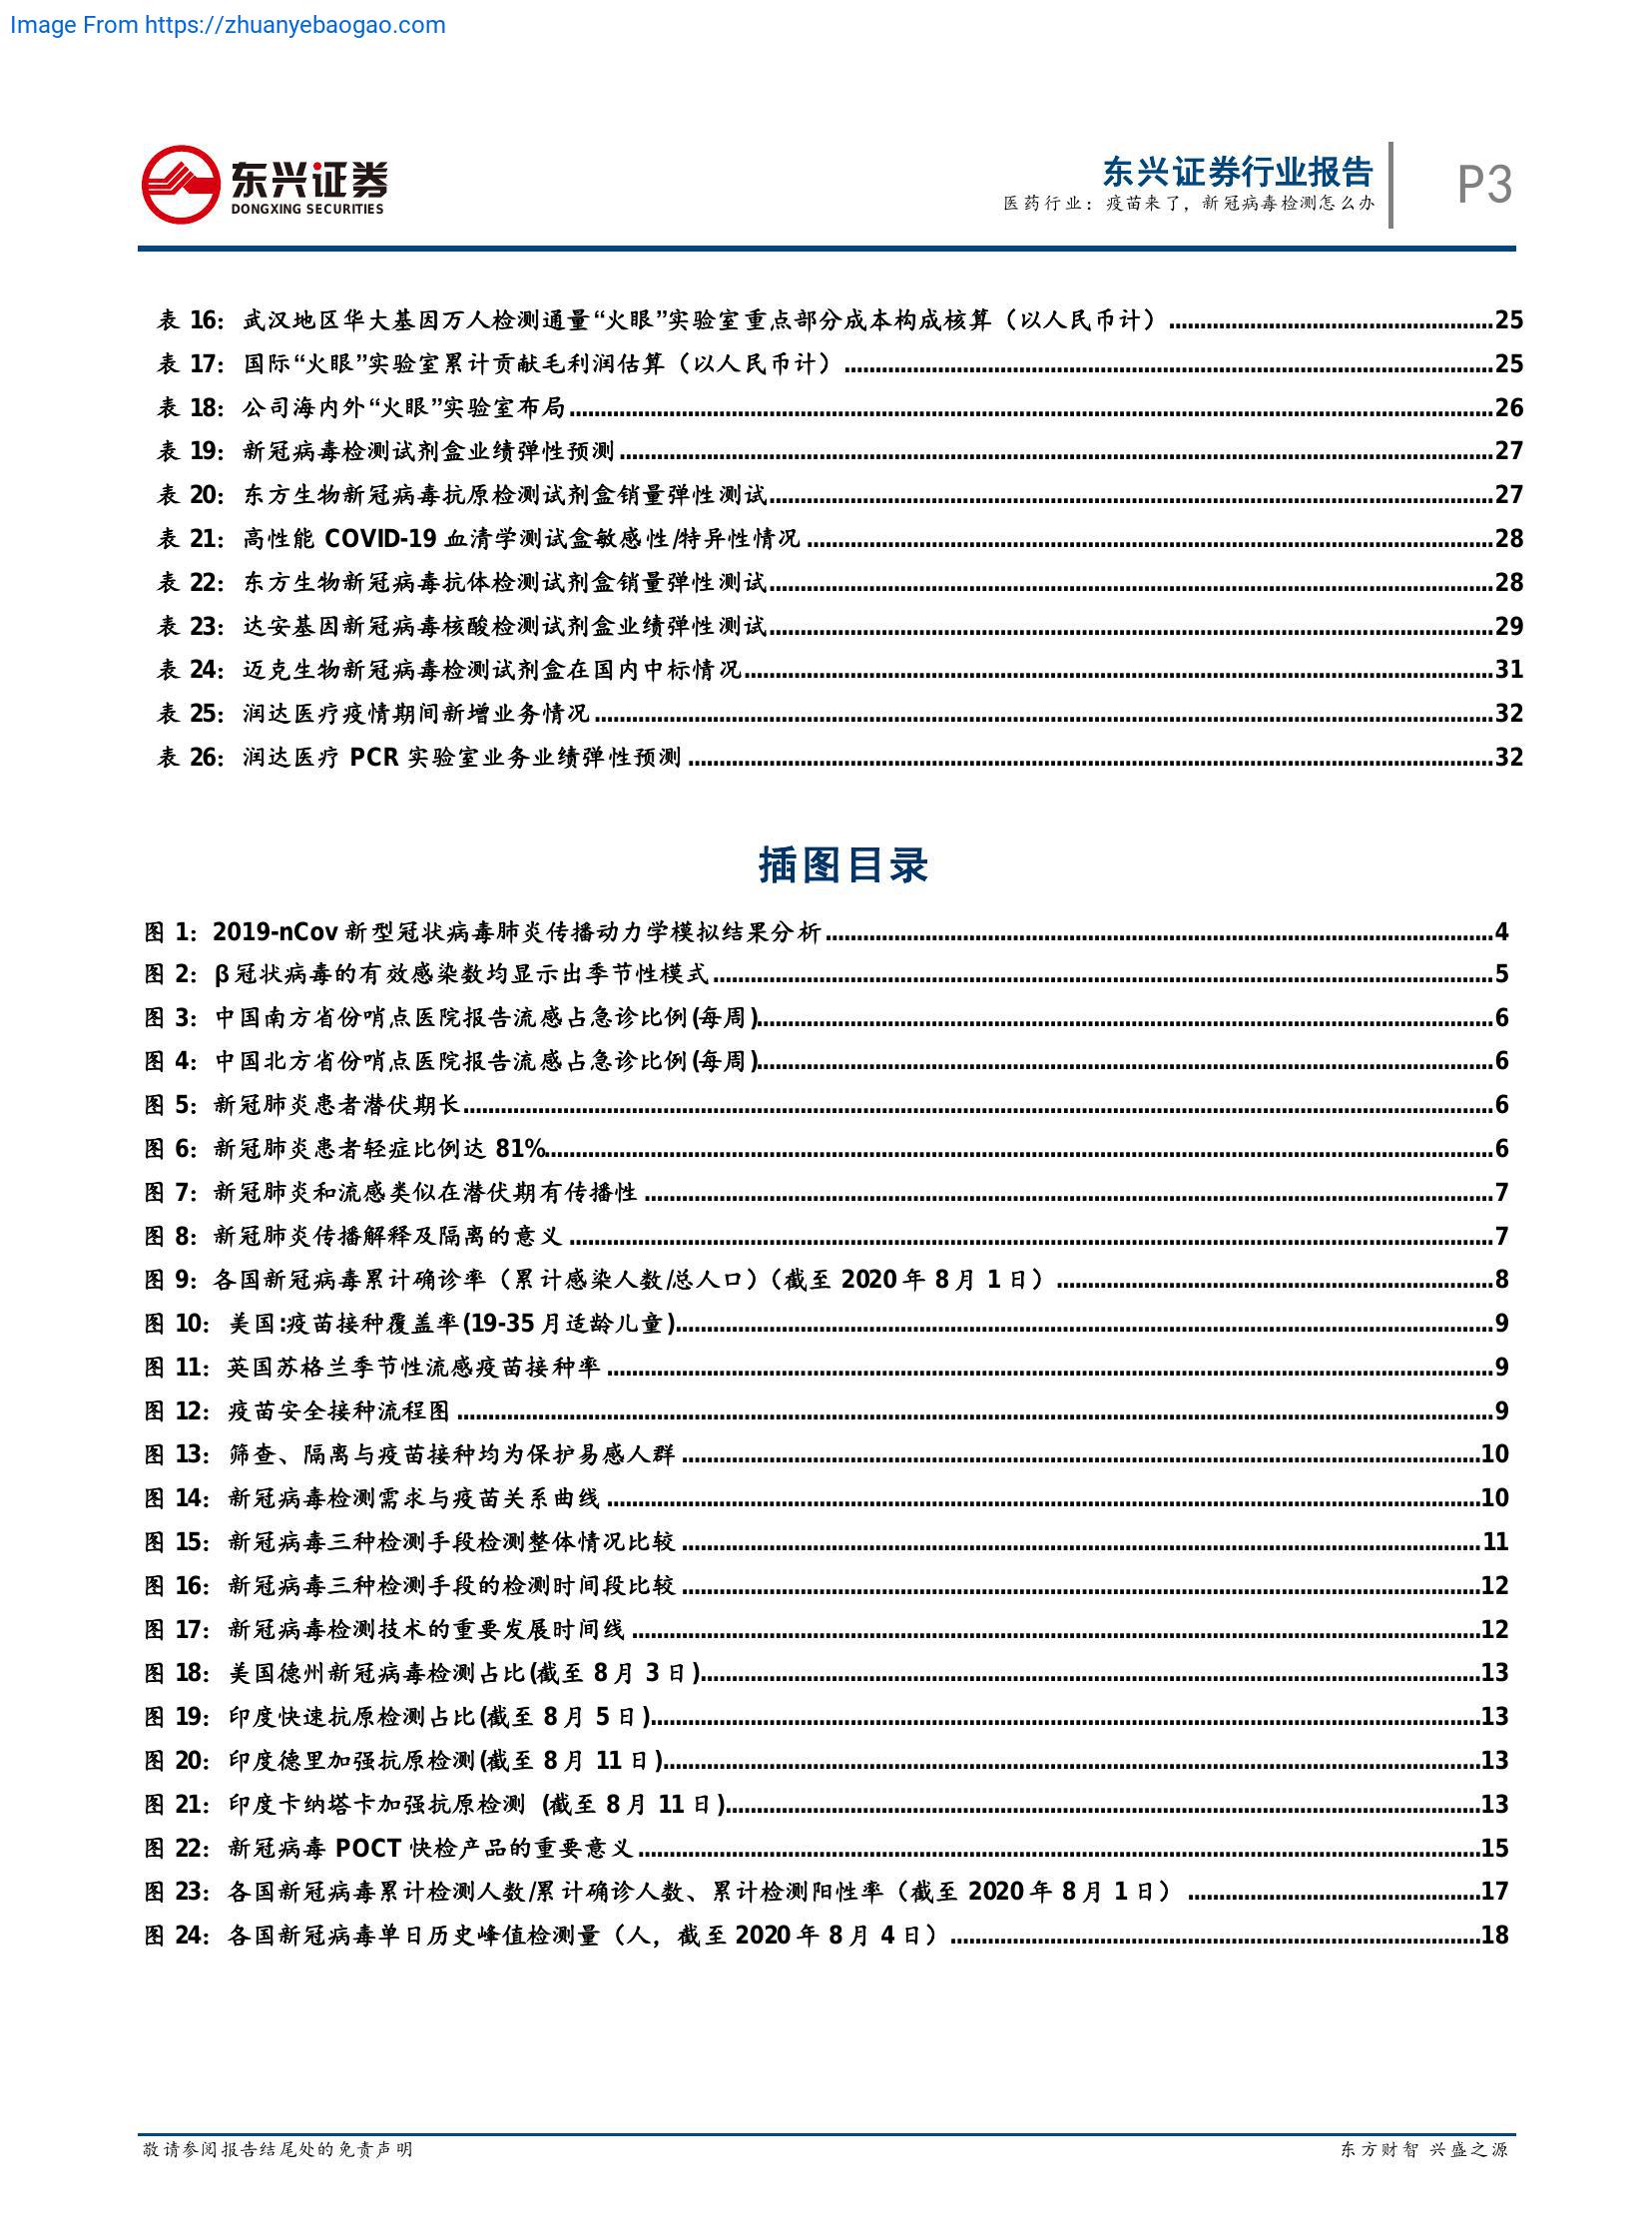 Image From https://zhuanyebaogao.com
东兴证券
DONGXING SECURITIES
东兴证券行业报告
医药行业：疫苗来了，新冠病毒检测怎么办
P3
表 16：武汉地区华大基因万人检测通量“火眼”实验室重点部分成本构成核算（以人民币计）...25
表 17：国际“火眼”实验室累计贡献毛利润估算（以人民币计）...25
表 18：公司海内外“火眼”实验室布局...26
表 19：新冠病毒检测试剂盒业绩弹性预测...27
表 20：东方生物新冠病毒抗原检测试剂盒销量弹性测试...27
表 21：高性能 COVID-19 血清学测试盒敏感性/特异性情况...28
表 22：东方生物新冠病毒抗体检测试剂盒销量弹性测试...28
表 23：达安基因新冠病毒核酸检测试剂盒业绩弹性测试...29
表 24：迈克生物新冠病毒检测试剂盒在国内中标情况...31
表 25：润达医疗疫情期间新增业务情况...32
表 26：润达医疗 PCR 实验室业务业绩弹性预测...32
插图目录
图 1：2019-nCov 新型冠状病毒肺炎传播动力学模拟结果分析...4
图 2：β冠状病毒的有效感染数均显示出季节性模式...5
图 3：中国南方省份哨点医院报告流感占急诊比例(每周)...6
图 4：中国北方省份哨点医院报告流感占急诊比例(每周)...6
图 5：新冠肺炎患者潜伏期长...6
图 6：新冠肺炎患者轻症比例达 81%...6
图 7：新冠肺炎和流感类似在潜伏期有传播性...7
图 8：新冠肺炎传播解释及隔离的意义...7
图 9：各国新冠病毒累计确诊率（累计感染人数/总人口）（截至 2020 年 8 月 1 日）...8
图 10：美国:疫苗接种覆盖率(19-35 月适龄儿童)...9
图 11：英国苏格兰季节性流感疫苗接种率...9
图 12：疫苗安全接种流程图...9
图 13：筛查、隔离与疫苗接种均为保护易感人群...10
图 14：新冠病毒检测需求与疫苗关系曲线...10
图 15：新冠病毒三种检测手段检测整体情况比较...11
图 16：新冠病毒三种检测手段的检测时间段比较...12
图 17：新冠病毒检测技术的重要发展时间线...12
图 18：美国德州新冠病毒检测占比(截至 8 月 3 日)...13
图 19：印度快速抗原检测占比(截至 8 月 5 日)...13
图 20：印度德里加强抗原检测(截至 8 月 11 日)...13
图 21：印度卡纳塔卡加强抗原检测 (截至 8 月 11 日)...13
图 22：新冠病毒 POCT 快检产品的重要意义...15
图 23：各国新冠病毒累计检测人数/累计确诊人数、累计检测阳性率（截至 2020 年 8 月 1 日）...17
图 24：各国新冠病毒单日历史峰值检测量（人，截至 2020 年 8 月 4 日）...18
敬请参阅报告结尾处的免责声明
东方财智 兴盛之源